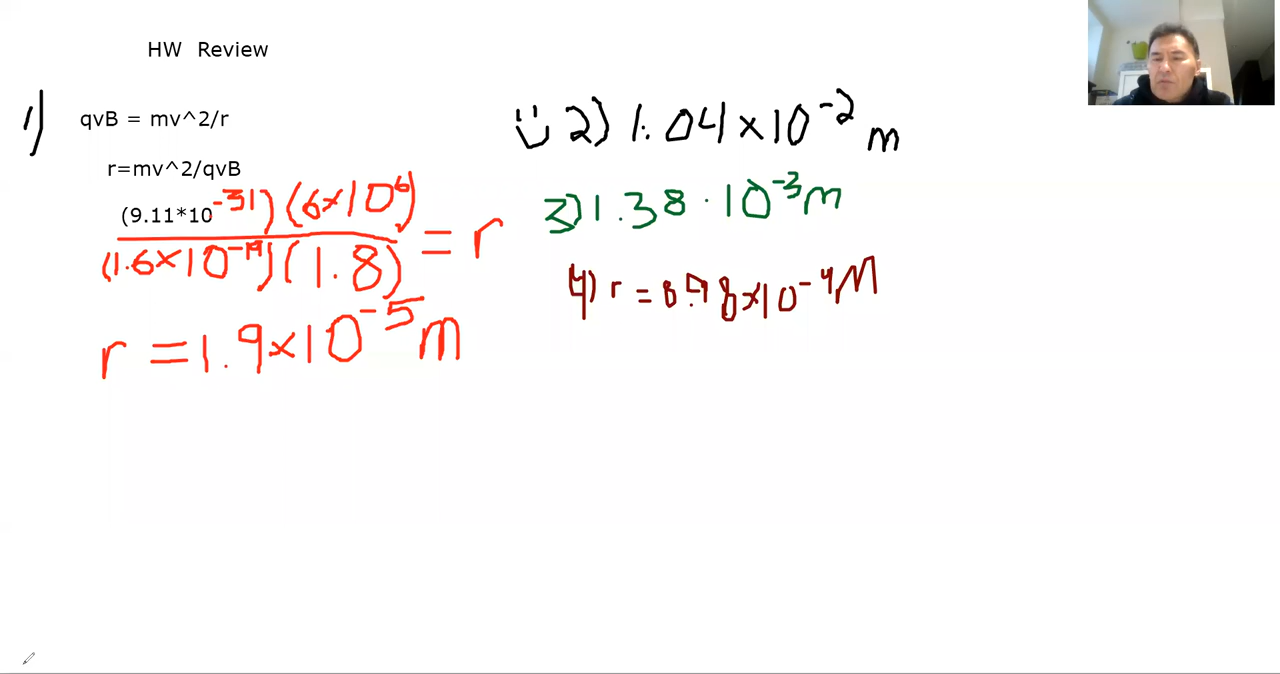 HW Review
1) qvB = mv^2/r
r=mv^2/qvB
(9.11*10^-31) (6×10^6)
(1.6×10^-19) (1.8) = r
r = 1.9×10^-5 m
2) 1.04×10^-2 m
3) 1.38 · 10^-3 m
4) r = 8.98×10^-4 M